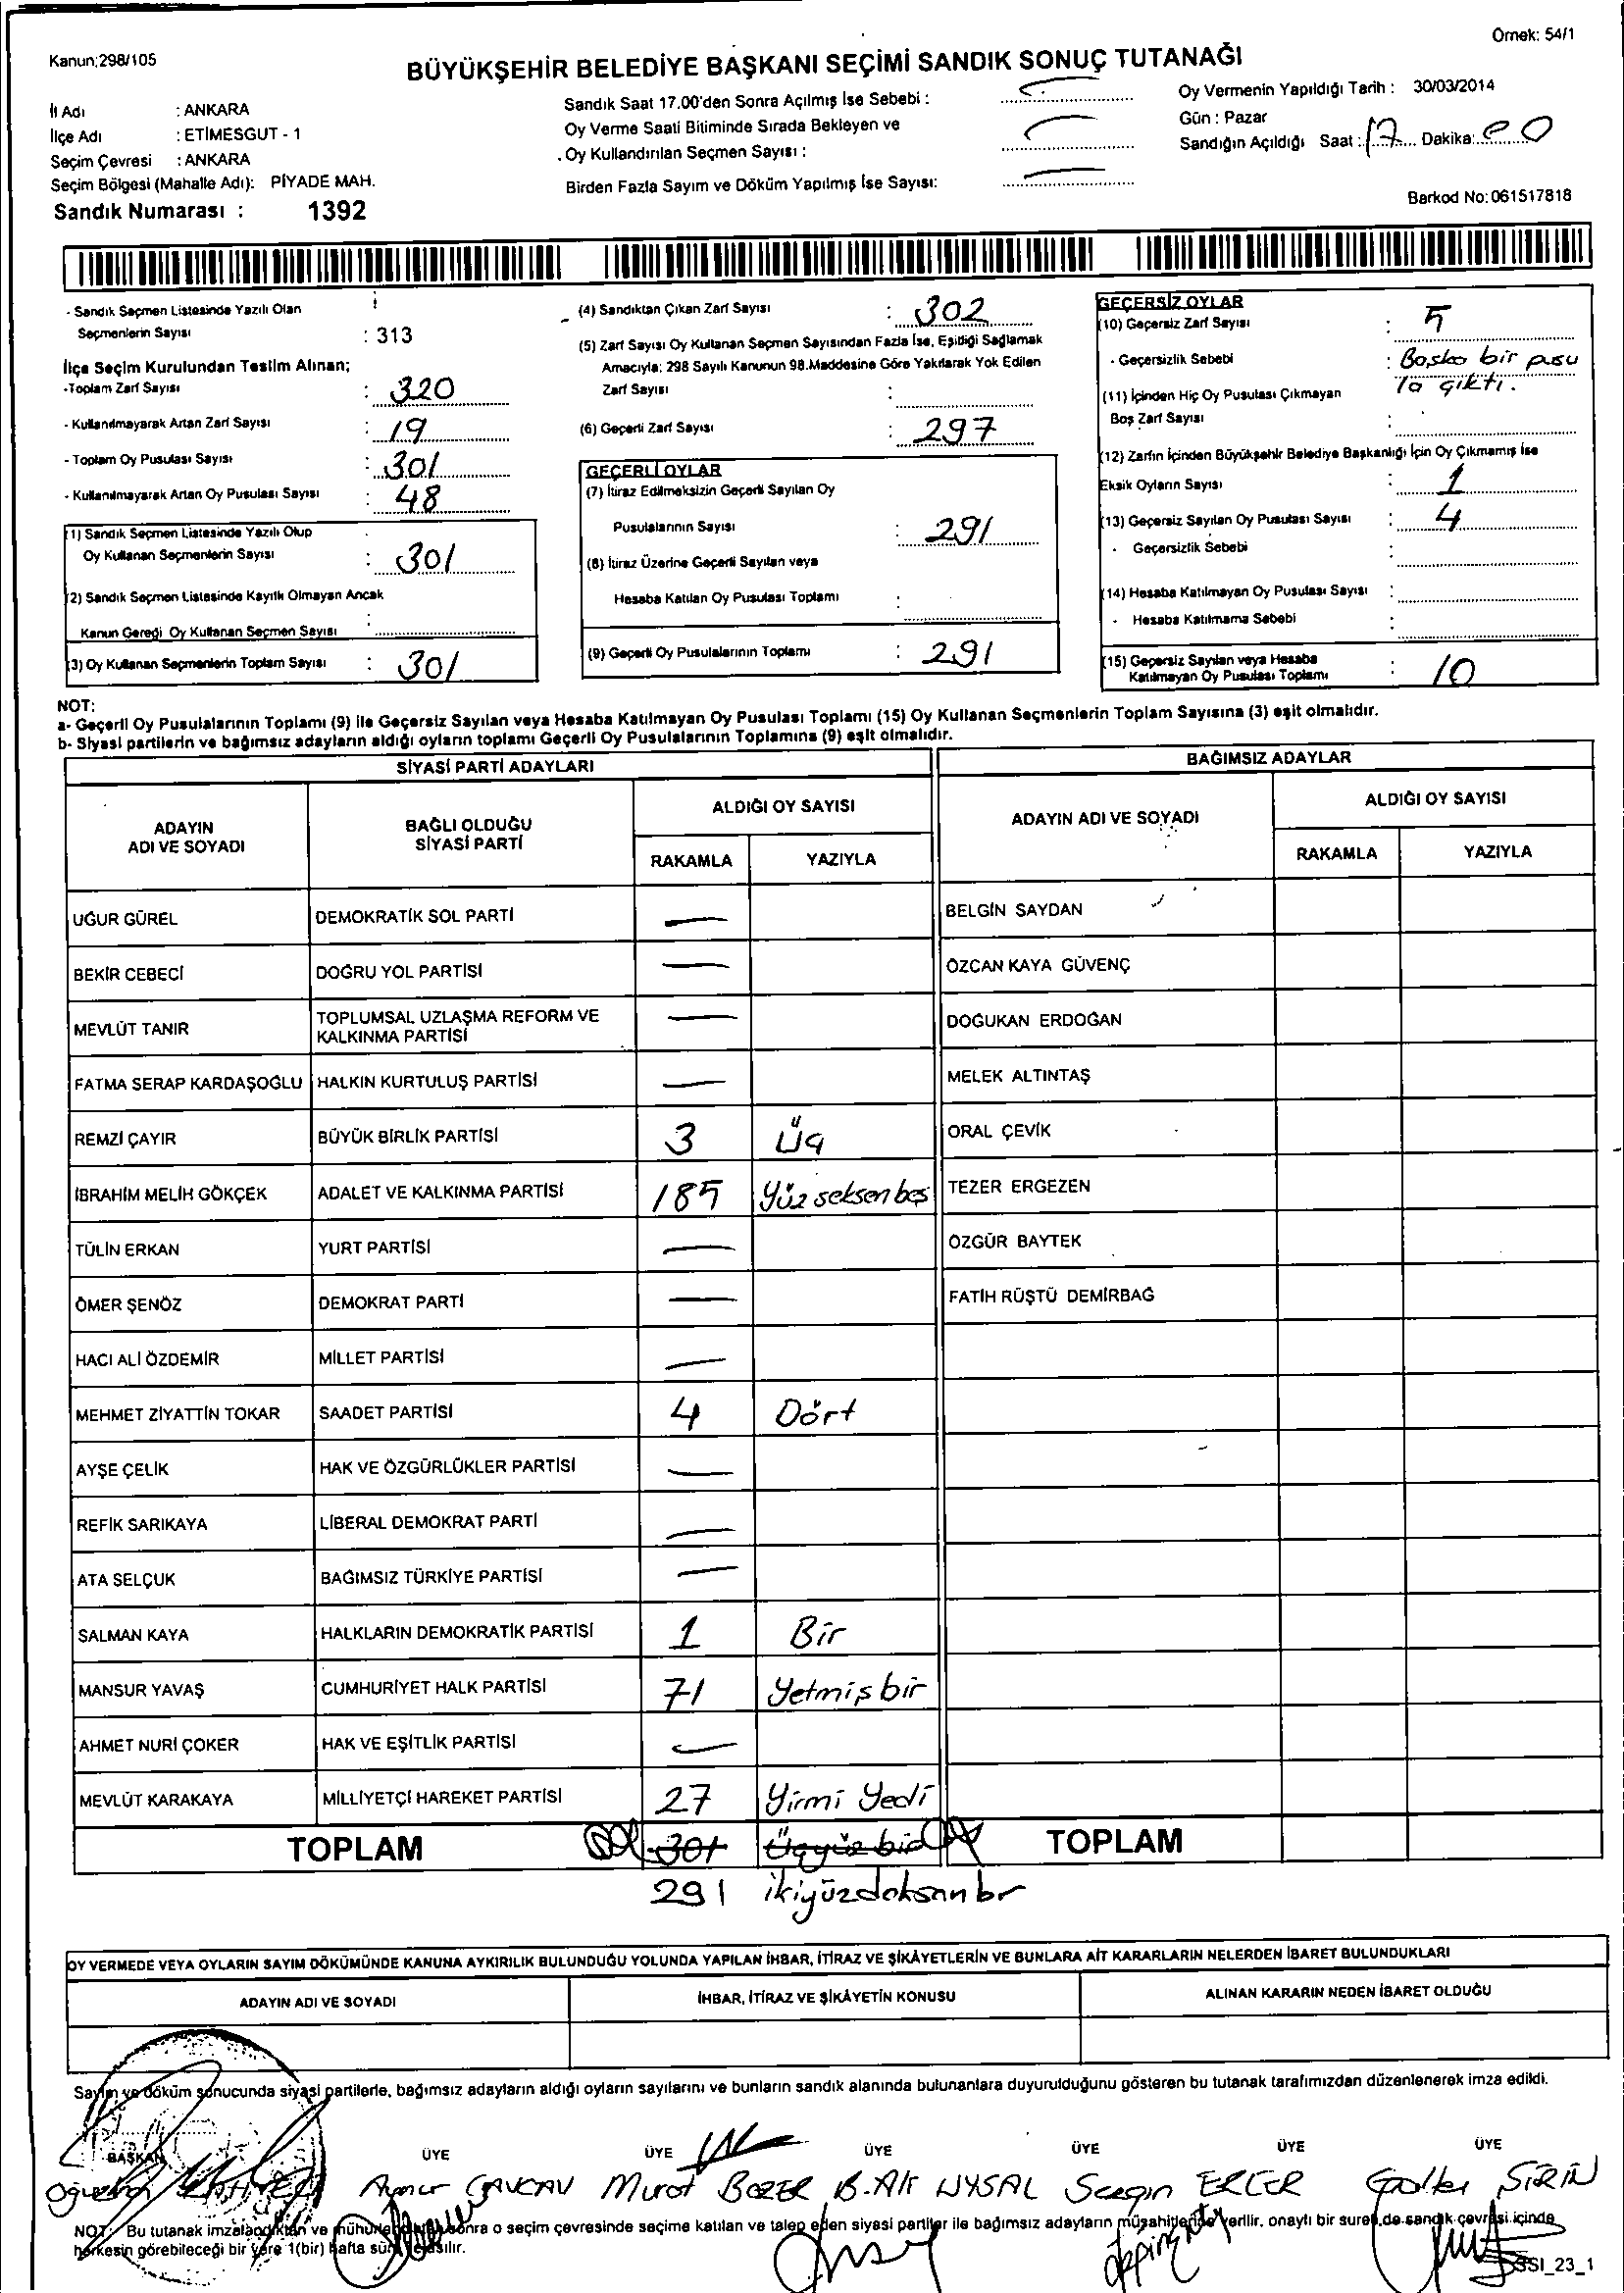 Kanun;298/105
Örnek: 54/1
BÜYÜKŞEHİR BELEDİYE BAŞKANI SEÇİMİ SANDIK SONUÇ TUTANAĞI
İl Adı : ANKARA
İlçe Adı : ETİMESGUT - 1
Seçim Çevresi : ANKARA
Seçim Bölgesi (Mahalle Adı): PİYADE MAH.
Sandık Numarası : 1392
Sandık Saat 17.00'den Sonra Açılmış İse Sebebi :
Oy Verme Saati Bitiminde Sırada Bekleyen ve
Oy Kullandırılan Seçmen Sayısı :
Birden Fazla Sayım ve Döküm Yapılmış İse Sayısı:
Oy Vermenin Yapıldığı Tarih : 30/03/2014
Gün : Pazar
Sandığın Açıldığı Saat : 17 Dakika:
Barkod No:061517818
- Sandık Seçmen Listesinde Yazılı Olan
Seçmenlerin Sayısı : 313
İlçe Seçim Kurulundan Teslim Alınan;
-Toplam Zarf Sayısı : 320
- Kullanılmayarak Artan Zarf Sayısı : 19
- Toplam Oy Pusulası Sayısı : 301
- Kullanılmayarak Artan Oy Pusulası Sayısı : 48
(1) Sandık Seçmen Listesinde Yazılı Olup
Oy Kullanan Seçmenlerin Sayısı : 301
(2) Sandık Seçmen Listesinde Kayıtlı Olmayan Ancak
Kanun Gereği Oy Kullanan Seçmen Sayısı :
(3) Oy Kullanan Seçmenlerin Toplam Sayısı : 301
(4) Sandıktan Çıkan Zarf Sayısı : 302
(5) Zarf Sayısı Oy Kullanan Seçmen Sayısından Fazla İse, Eşitliği Sağlamak
Amacıyla; 298 Sayılı Kanunun 98.Maddesine Göre Yakılarak Yok Edilen
Zarf Sayısı :
(6) Geçerli Zarf Sayısı : 297
GEÇERLİ OYLAR
(7) İtiraz Edilmeksizin Geçerli Sayılan Oy
Pusulalarının Sayısı : 291
(8) İtiraz Üzerine Geçerli Sayılan veya
Hesaba Katılan Oy Pusulası Toplamı :
(9) Geçerli Oy Pusulalarının Toplamı : 291
GEÇERSİZ OYLAR
(10) Geçersiz Zarf Sayısı : 5
- Geçersizlik Sebebi : Başka bir pusu
la çıktı.
(11) İçinden Hiç Oy Pusulası Çıkmayan
Boş Zarf Sayısı :
(12) Zarfın İçinden Büyükşehir Belediye Başkanlığı İçin Oy Çıkmamış İse
Eksik Oyların Sayısı : 1
(13) Geçersiz Sayılan Oy Pusulası Sayısı : 4
- Geçersizlik Sebebi :
(14) Hesaba Katılmayan Oy Pusulası Sayısı :
- Hesaba Katılmama Sebebi :
(15) Geçersiz Sayılan veya Hesaba
Katılmayan Oy Pusulası Toplamı : 10
NOT:
a- Geçerli Oy Pusulalarının Toplamı (9) ile Geçersiz Sayılan veya Hesaba Katılmayan Oy Pusulası Toplamı (15) Oy Kullanan Seçmenlerin Toplam Sayısına (3) eşit olmalıdır.
b- Siyasi partilerin ve bağımsız adayların aldığı oyların toplamı Geçerli Oy Pusulalarının Toplamına (9) eşit olmalıdır.
SİYASİ PARTİ ADAYLARI
BAĞIMSIZ ADAYLAR
ADAYIN ADI VE SOYADI
BAĞLI OLDUĞU SİYASİ PARTİ
ALDIĞI OY SAYISI
RAKAMLA YAZIYLA
ADAYIN ADI VE SOYADI
ALDIĞI OY SAYISI
RAKAMLA YAZIYLA
UĞUR GÜREL DEMOKRATİK SOL PARTİ — BELGİN SAYDAN
BEKİR CEBECİ DOĞRU YOL PARTİSİ — ÖZCAN KAYA GÜVENÇ
MEVLÜT TANIR TOPLUMSAL UZLAŞMA REFORM VE KALKINMA PARTİSİ — DOĞUKAN ERDOĞAN
FATMA SERAP KARDAŞOĞLU HALKIN KURTULUŞ PARTİSİ — MELEK ALTINTAŞ
REMZİ ÇAYIR BÜYÜK BİRLİK PARTİSİ 3 Üç ORAL ÇEVİK
İBRAHİM MELİH GÖKÇEK ADALET VE KALKINMA PARTİSİ 185 Yüz seksen beş TEZER ERGEZEN
TÜLİN ERKAN YURT PARTİSİ — ÖZGÜR BAYTEK
ÖMER ŞENÖZ DEMOKRAT PARTİ — FATİH RÜŞTÜ DEMİRBAĞ
HACI ALİ ÖZDEMİR MİLLET PARTİSİ —
MEHMET ZİYATTİN TOKAR SAADET PARTİSİ 4 Dört
AYŞE ÇELİK HAK VE ÖZGÜRLÜKLER PARTİSİ —
REFİK SARIKAYA LİBERAL DEMOKRAT PARTİ —
ATA SELÇUK BAĞIMSIZ TÜRKİYE PARTİSİ —
SALMAN KAYA HALKLARIN DEMOKRATİK PARTİSİ 1 Bir
MANSUR YAVAŞ CUMHURİYET HALK PARTİSİ 71 Yetmiş bir
AHMET NURİ ÇOKER HAK VE EŞİTLİK PARTİSİ —
MEVLÜT KARAKAYA MİLLİYETÇİ HAREKET PARTİSİ 27 Yirmi Yedi
TOPLAM 301 Üçyüz bir TOPLAM
291 ikiyüzdoksan bir
OY VERMEDE VEYA OYLARIN SAYIM DÖKÜMÜNDE KANUNA AYKIRILIK BULUNDUĞU YOLUNDA YAPILAN İHBAR, İTİRAZ VE ŞİKÂYETLERİN VE BUNLARA AİT KARARLARIN NELERDEN İBARET BULUNDUKLARI
ADAYIN ADI VE SOYADI İHBAR, İTİRAZ VE ŞİKÂYETİN KONUSU ALINAN KARARIN NEDEN İBARET OLDUĞU
Sayım ve döküm sonucunda siyasi partilerle, bağımsız adayların aldığı oyların sayılarını ve bunların sandık alanında bulunanlara duyurulduğunu gösteren bu tutanak tarafımızdan düzenlenerek imza edildi.
BAŞKAN ÜYE ÜYE ÜYE ÜYE ÜYE ÜYE
Murat BOZER B. Ali UYSAL Sezgin ERCER ŞİRİN
NOT: Bu tutanak imzalandıktan ve mühürlendikten sonra o seçim çevresinde seçime katılan ve talep eden siyasi partiler ile bağımsız adayların müşahitlerine verilir, onaylı bir sureti de sandık çevresi içinde
herkesin görebileceği bir yere 1(bir) hafta süreyle asılır.
SSI_23_1